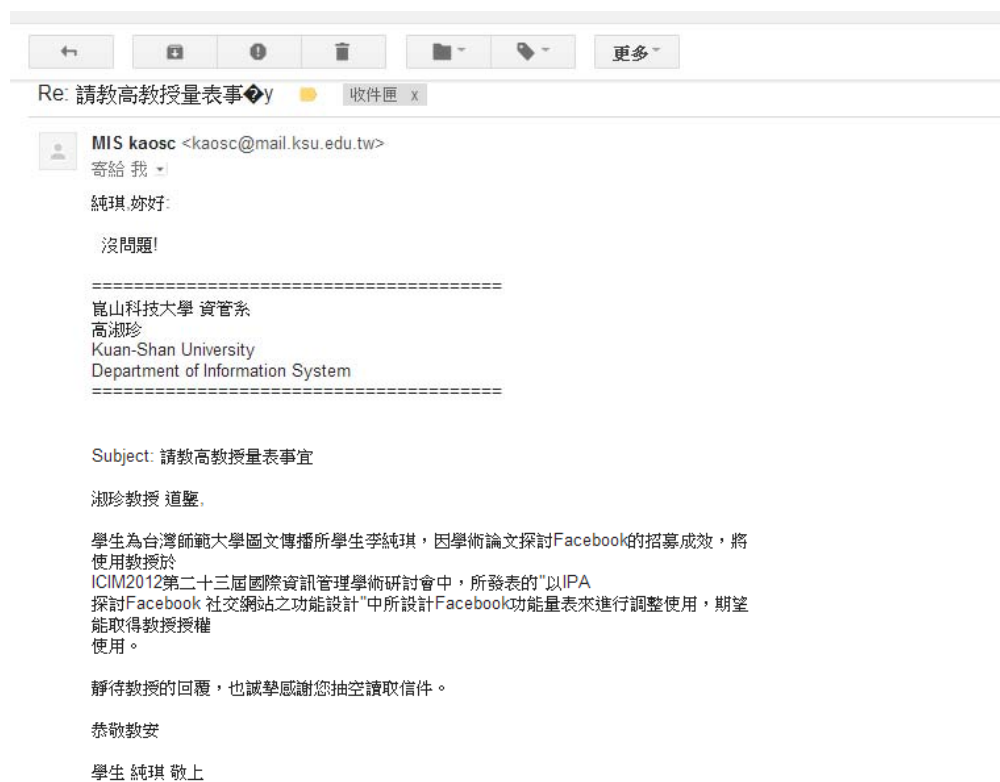 更多
Re: 請教高教授量表事�y
收件匣 x
MIS kaosc <kaosc@mail.ksu.edu.tw>
寄給 我
純琪,妳好:
沒問題!
=======================================
崑山科技大學 資管系
高淑珍
Kuan-Shan University
Department of Information System
=======================================
Subject: 請教高教授量表事宜
淑珍教授 道鑒,
學生為台灣師範大學圖文傳播所學生李純琪，因學術論文探討Facebook的招募成效，將
使用教授於
ICIM2012第二十三屆國際資訊管理學術研討會中，所發表的"以IPA
探討Facebook 社交網站之功能設計"中所設計Facebook功能量表來進行調整使用，期望
能取得教授授權
使用。
靜待教授的回覆，也誠摯感謝您抽空讀取信件。
恭敬教安
學生 純琪 敬上